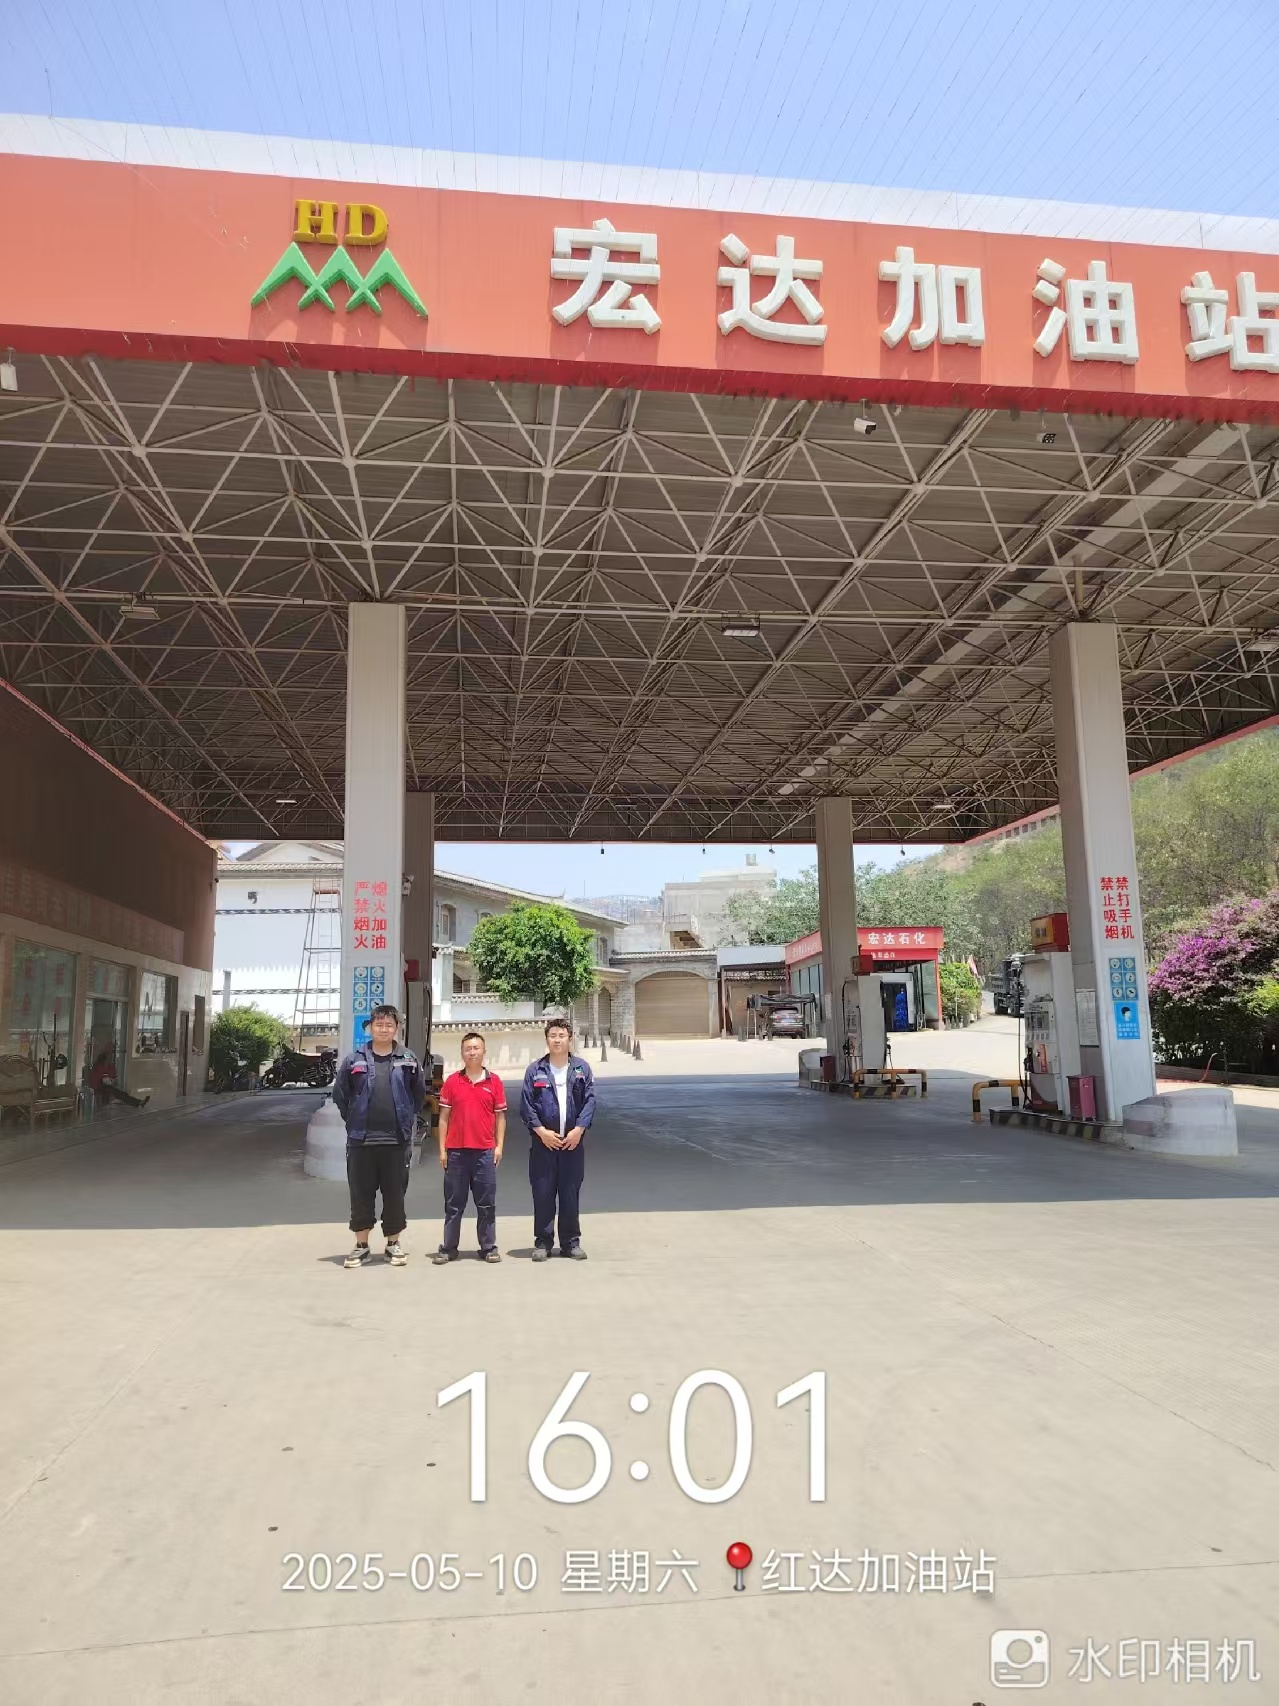 HD
宏达加油站
严禁烟火
熄火加油
禁止吸烟
禁打手机
宏达石化
16:01
2025-05-10 星期六 红达加油站
水印相机